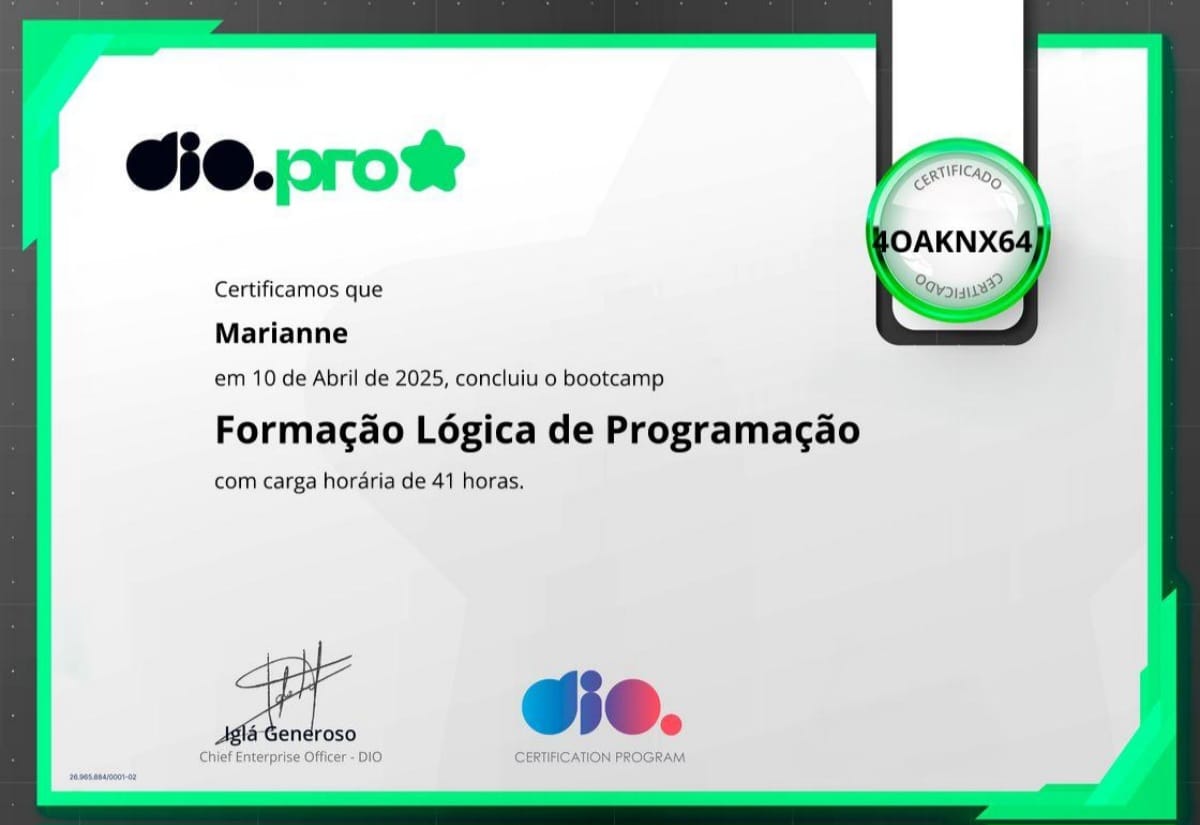 dio.pro
CERTIFICADO
4OAKNX64
CERTIFICADO
Certificamos que
Marianne
em 10 de Abril de 2025, concluiu o bootcamp
Formação Lógica de Programação
com carga horária de 41 horas.
Iglá Generoso
Chief Enterprise Officer - DIO
dio.
CERTIFICATION PROGRAM
26.965.884/0001-02